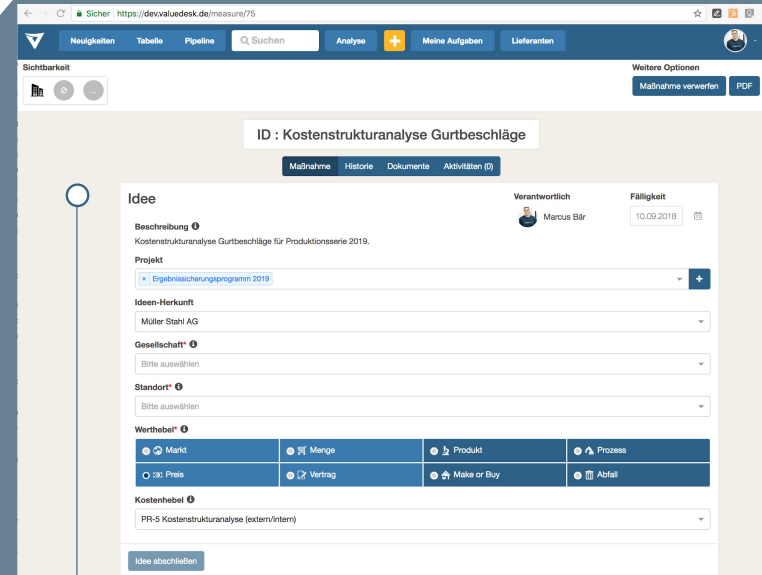 Sicher | https://dev.valuedesk.de/measure/75
Neuigkeiten Tabelle Pipeline Suchen Analyse + Meine Aufgaben Lieferanten
Sichtbarkeit
Weitere Optionen
...
Maßnahme verwerfen PDF
ID : Kostenstrukturanalyse Gurtbeschläge
Maßnahme Historie Dokumente Aktivitäten (0)
Idee
Verantwortlich
Fälligkeit
Marcus Bär
10.09.2018
Beschreibung
Kostenstrukturanalyse Gurtbeschläge für Produktionsserie 2019.
Projekt
× Ergebnissicherungsprogramm 2019
+
Ideen-Herkunft
Müller Stahl AG
Gesellschaft*
Bitte auswählen
Standort*
Bitte auswählen
Werthebel*
Markt Menge Produkt Prozess
Preis Vertrag Make or Buy Abfall
Kostenhebel
PR-5 Kostenstrukturanalyse (extern/intern)
Idee abschließen